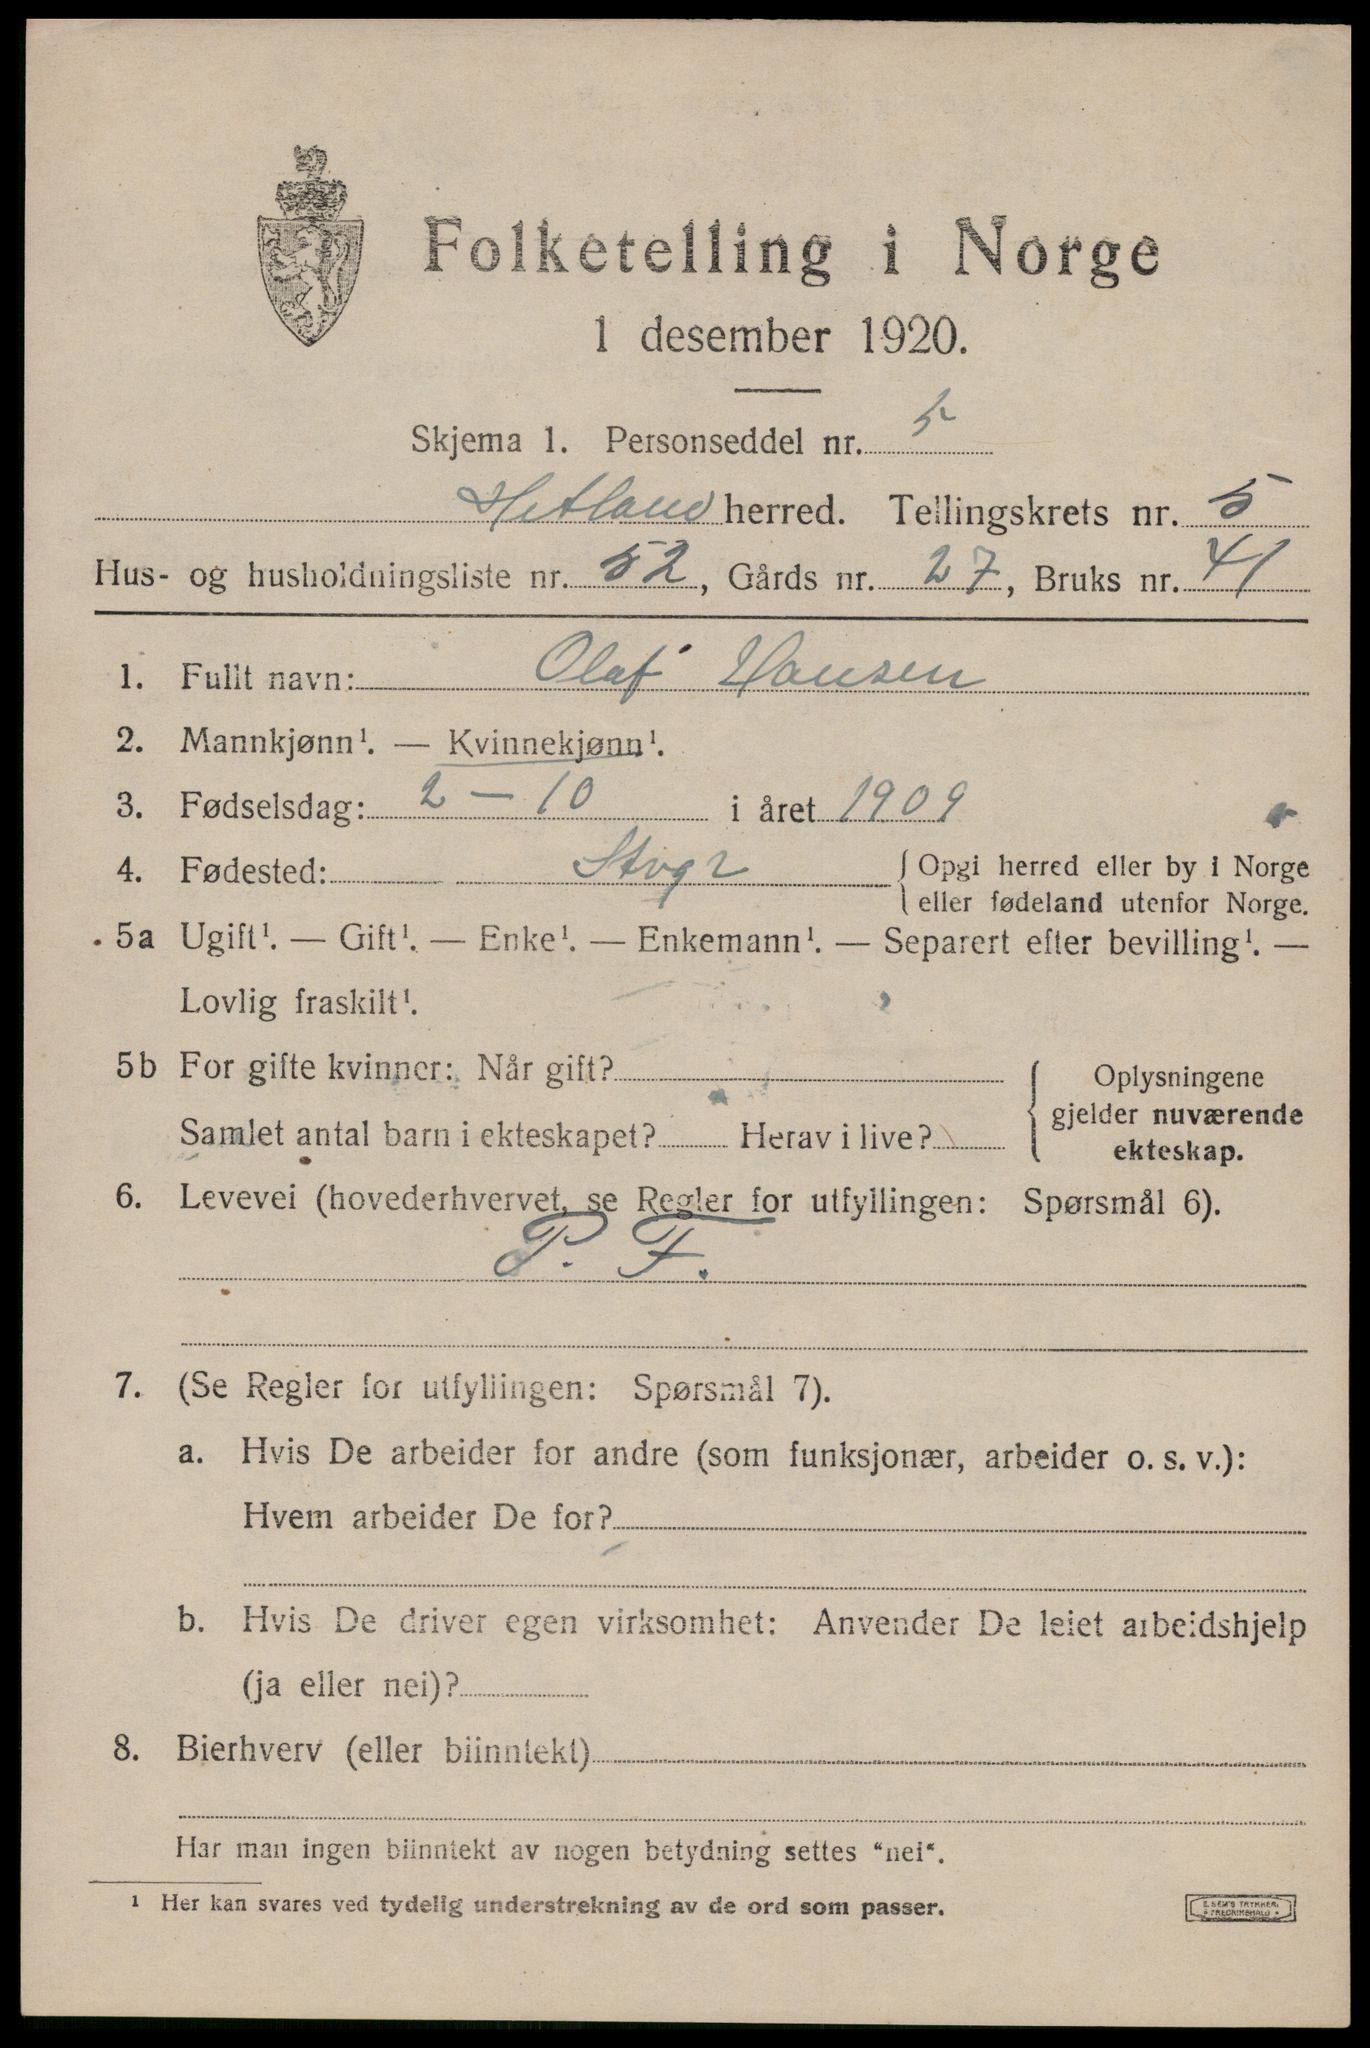 Folketelling i Norge
1 desember 1920.
Skjema 1. Personseddel nr. 5
Hetland herred. Tellingskrets nr. 5
Hus- og husholdningsliste nr. 52, Gårds nr. 27, Bruks nr. 41
1. Fullt navn: Olaf Hansen
2. Mannkjønn¹. — Kvinnekjønn¹.
3. Fødselsdag: 2 - 10 i året 1909
4. Fødested: Stvgr { Opgi herred eller by i Norge
eller fødeland utenfor Norge.
5a Ugift¹. — Gift¹. — Enke¹. — Enkemann¹. — Separert efter bevilling¹. —
Lovlig fraskilt¹.
5b For gifte kvinner: Når gift? { Oplysningene
gjelder nuværende
Samlet antal barn i ekteskapet? Herav i live?
ekteskap.
6. Levevei (hovederhvervet, se Regler for utfyllingen: Spørsmål 6).
P. F.
7. (Se Regler for utfyllingen: Spørsmål 7).
a. Hvis De arbeider for andre (som funksjonær, arbeider o. s. v.):
Hvem arbeider De for?
b. Hvis De driver egen virksomhet: Anvender De leiet arbeidshjelp
(ja eller nei)?
8. Bierhverv (eller biinntekt)
Har man ingen biinntekt av nogen betydning settes "nei".
¹ Her kan svares ved tydelig understrekning av de ord som passer.
E. SEM'S TRYKKERI
* FREDRIKSHALD *